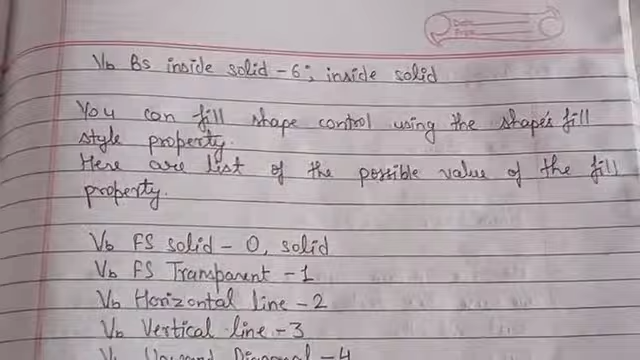 Vb Bs inside solid - 6; inside solid
You can fill shape control using the shape's fill
style property.
Here are list of the possible value of the fill
property.
Vb FS solid - 0, solid
Vb FS Transparent - 1
Vb Horizontal line - 2
Vb Vertical line - 3
Diagonal - 4